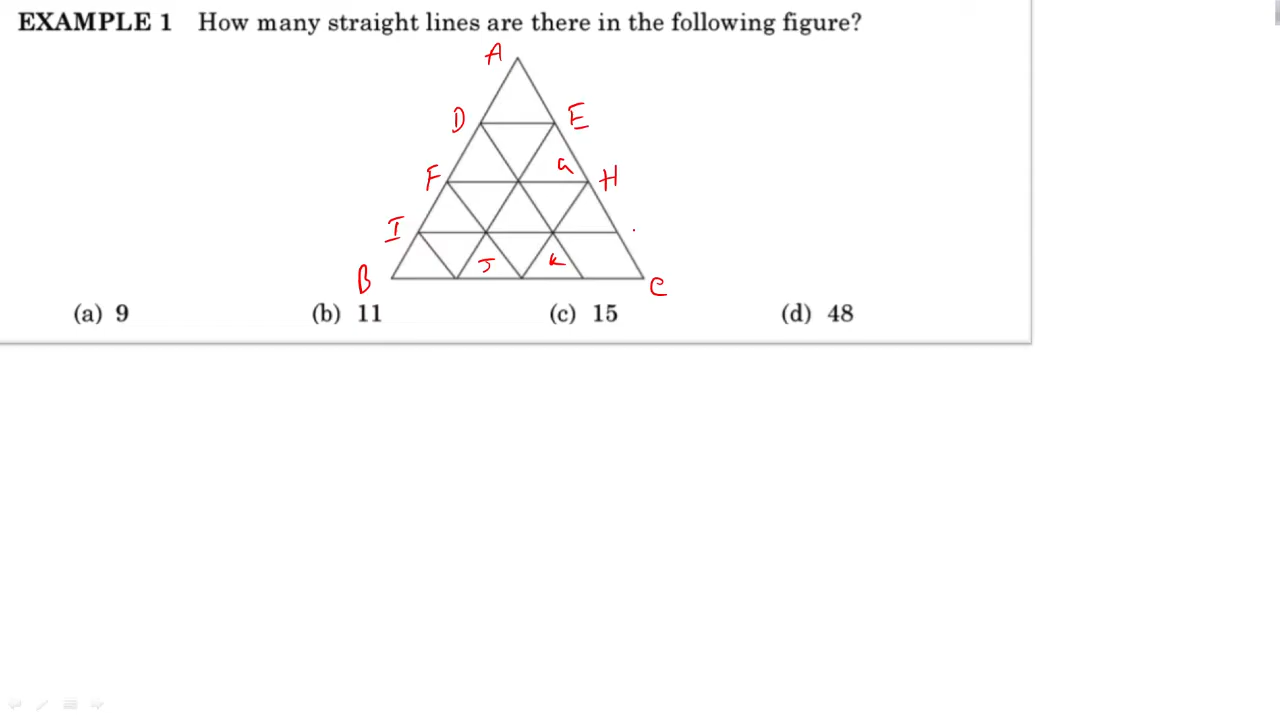 EXAMPLE 1 How many straight lines are there in the following figure?
A
D E
G
F H
I
J K
B C
(a) 9 (b) 11 (c) 15 (d) 48